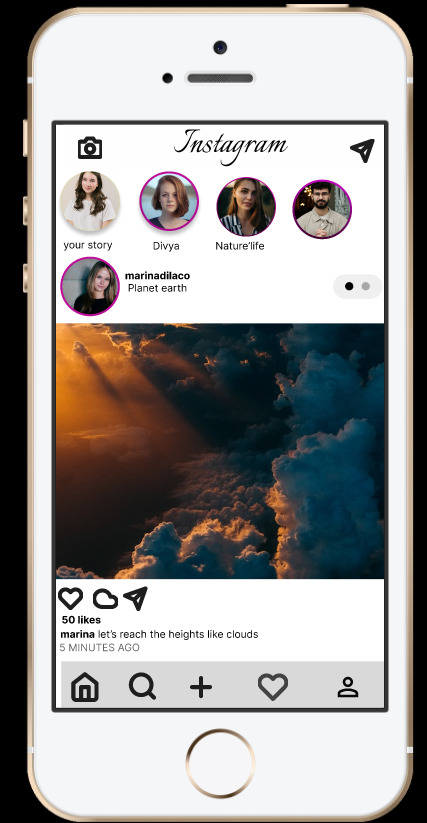 Instagram
your story
Divya
Nature'life
marinadilaco
Planet earth
50 likes
marina let's reach the heights like clouds
5 MINUTES AGO